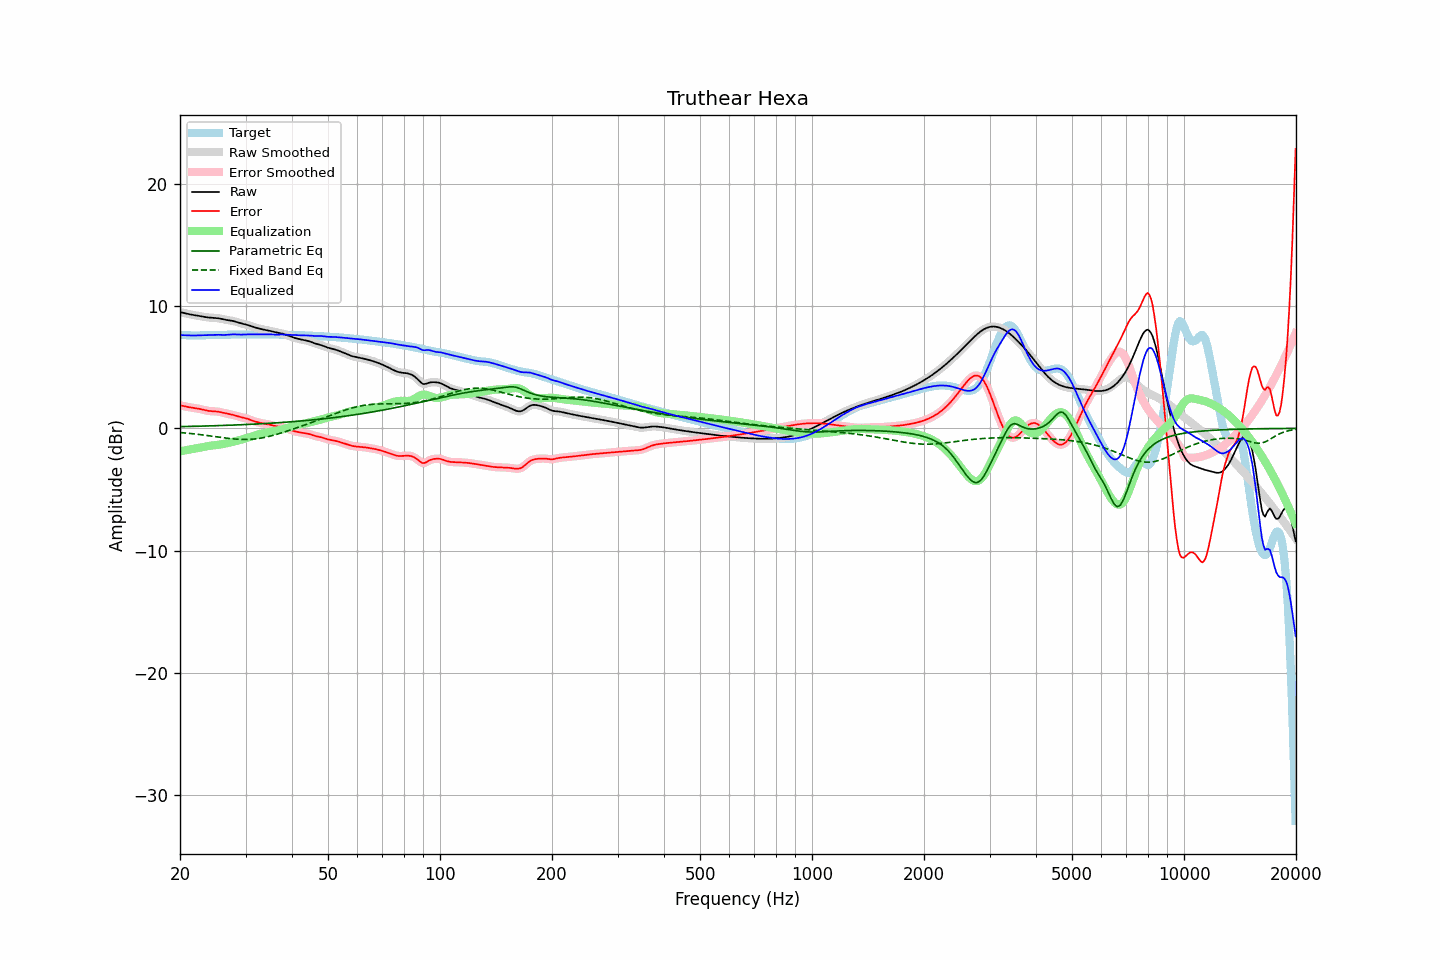 Truthear Hexa
Target
Raw Smoothed
Error Smoothed
Raw
Error
Equalization
Parametric Eq
Fixed Band Eq
Equalized
20
10
0
−10
−20
−30
Amplitude (dBr)
20 50 100 200 500 1000 2000 5000 10000 20000
Frequency (Hz)